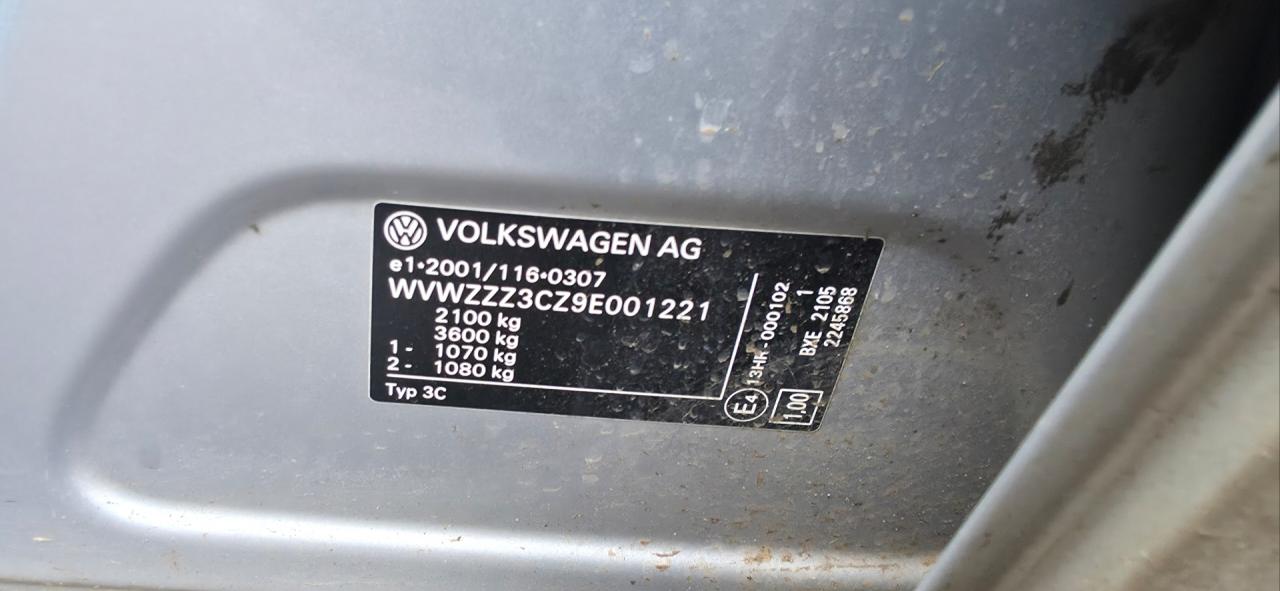 VOLKSWAGEN AG
e1*2001/116*0307
WVWZZZ3CZ9E001221
2100 kg
3600 kg
1- 1070 kg
2- 1080 kg
Typ 3C
E4 13HR-000102
1
BXE 2105
2245868
1.00